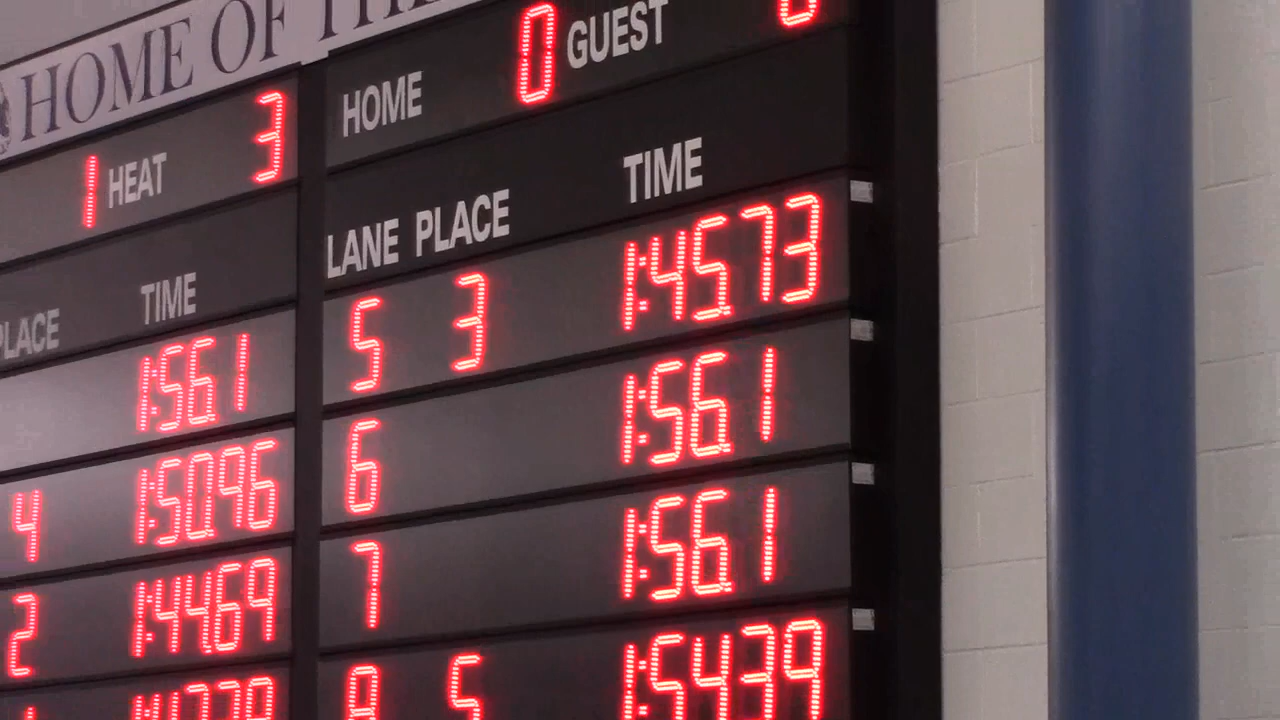 HOME OF THE
1 HEAT 3
PLACE TIME
1:56.1
4 1:50.96
2 1:44.69
HOME 0 GUEST
LANE PLACE TIME
5 3 1:45.73
6 1:56.1
7 1:56.1
8 5 1:54.39